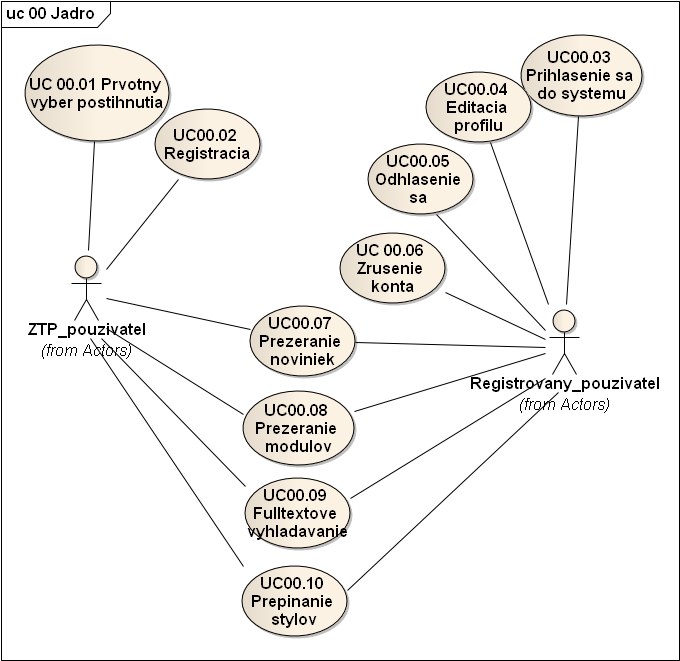 uc 00 Jadro
UC 00.01 Prvotny
vyber postihnutia
UC00.02
Registracia
UC00.03
Prihlasenie sa
do systemu
UC00.04
Editacia
profilu
UC00.05
Odhlasenie
sa
UC 00.06
Zrusenie
konta
ZTP_pouzivatel
(from Actors)
UC00.07
Prezeranie
noviniek
Registrovany_pouzivatel
(from Actors)
UC00.08
Prezeranie
modulov
UC00.09
Fulltextove
vyhladavanie
UC00.10
Prepinanie
stylov